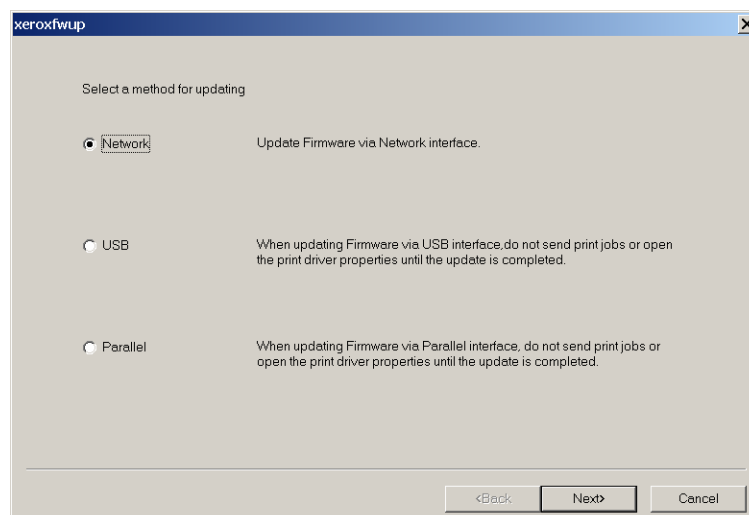 xeroxfwup
Select a method for updating
Network
Update Firmware via Network interface.
USB
When updating Firmware via USB interface,do not send print jobs or open
the print driver properties until the update is completed.
Parallel
When updating Firmware via Parallel interface, do not send print jobs or
open the print driver properties until the update is completed.
<Back
Next>
Cancel